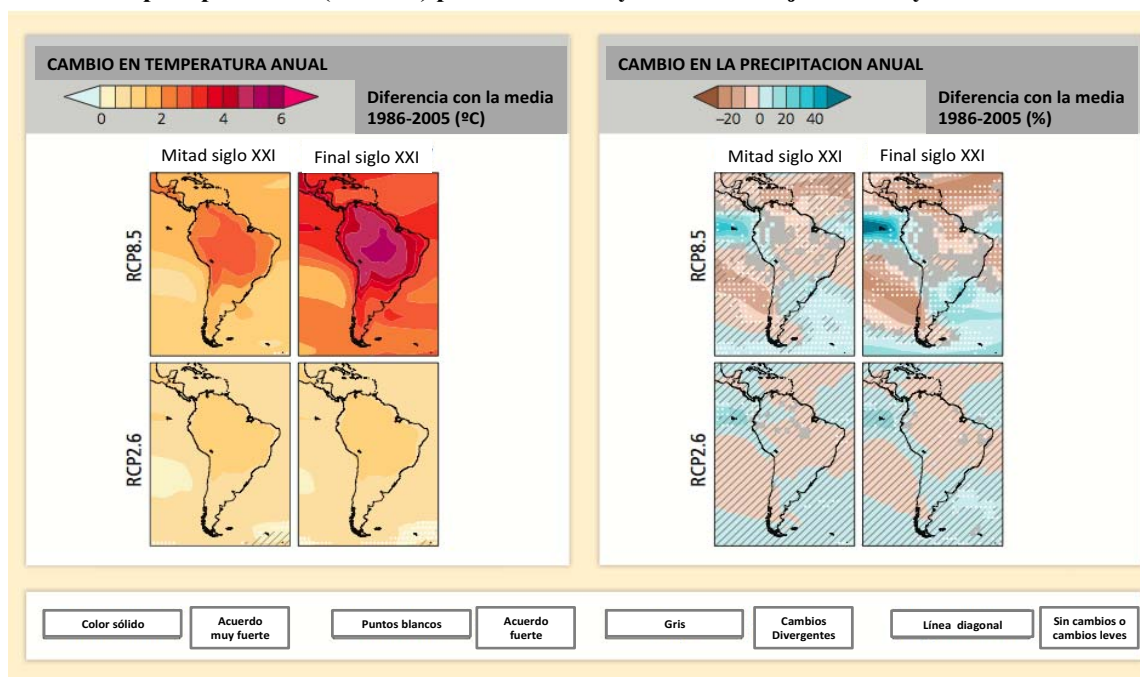 CAMBIO EN TEMPERATURA ANUAL
0 2 4 6
Diferencia con la media
1986-2005 (ºC)
Mitad siglo XXI Final siglo XXI
RCP8.5
RCP2.6
CAMBIO EN LA PRECIPITACION ANUAL
−20 0 20 40
Diferencia con la media
1986-2005 (%)
Mitad siglo XXI Final siglo XXI
RCP8.5
RCP2.6
Color sólido
Acuerdo
muy fuerte
Puntos blancos
Acuerdo
fuerte
Gris
Cambios
Divergentes
Línea diagonal
Sin cambios o
cambios leves